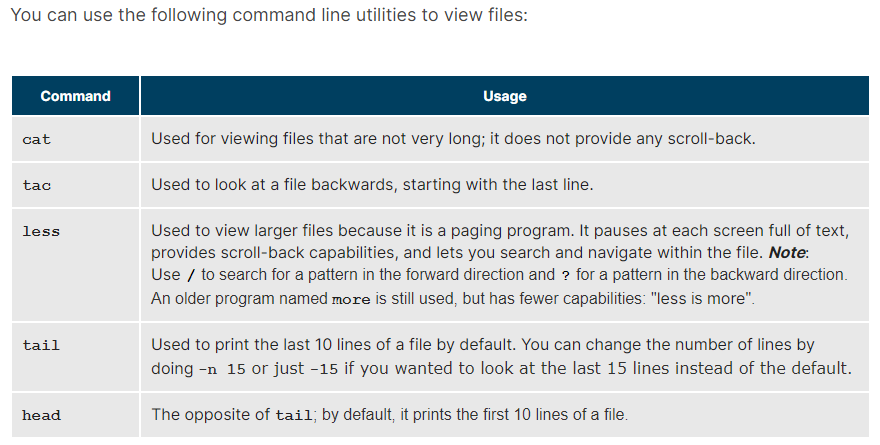 You can use the following command line utilities to view files:
Command Usage
cat Used for viewing files that are not very long; it does not provide any scroll-back.
tac Used to look at a file backwards, starting with the last line.
less Used to view larger files because it is a paging program. It pauses at each screen full of text,
provides scroll-back capabilities, and lets you search and navigate within the file. Note:
Use / to search for a pattern in the forward direction and ? for a pattern in the backward direction.
An older program named more is still used, but has fewer capabilities: "less is more".
tail Used to print the last 10 lines of a file by default. You can change the number of lines by
doing -n 15 or just -15 if you wanted to look at the last 15 lines instead of the default.
head The opposite of tail; by default, it prints the first 10 lines of a file.